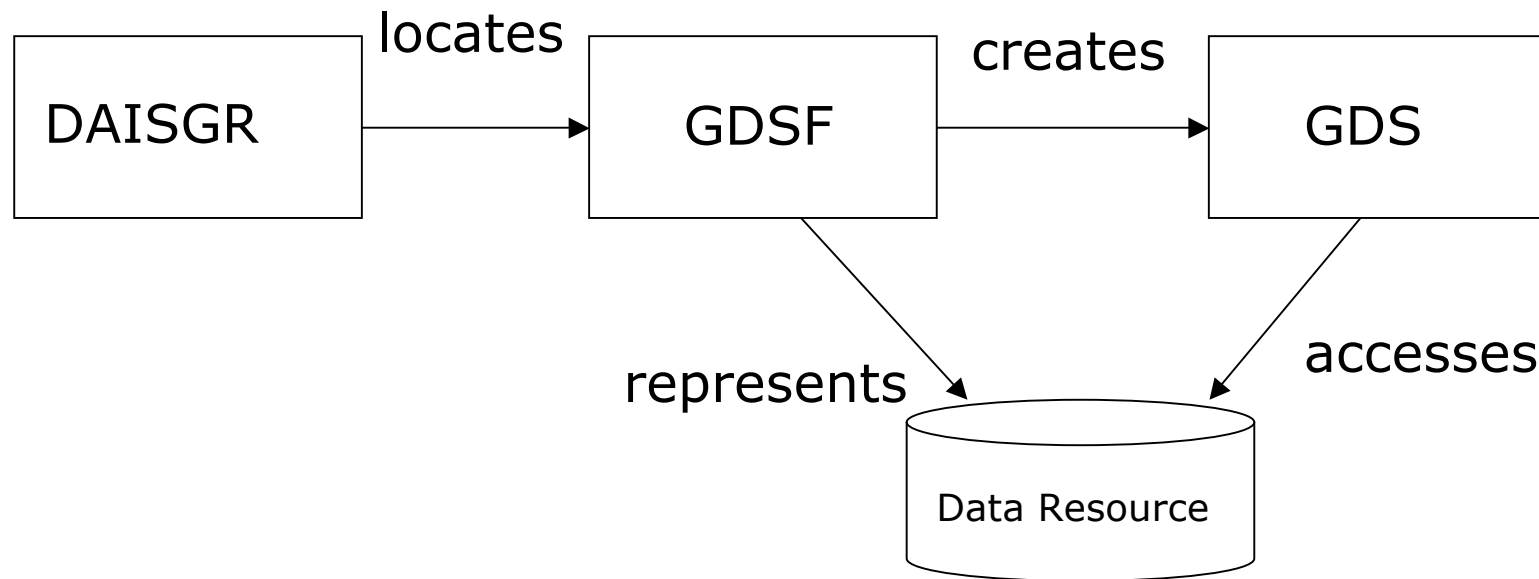 locates
creates
DAISGR
GDSF
GDS
represents
accesses
Data Resource